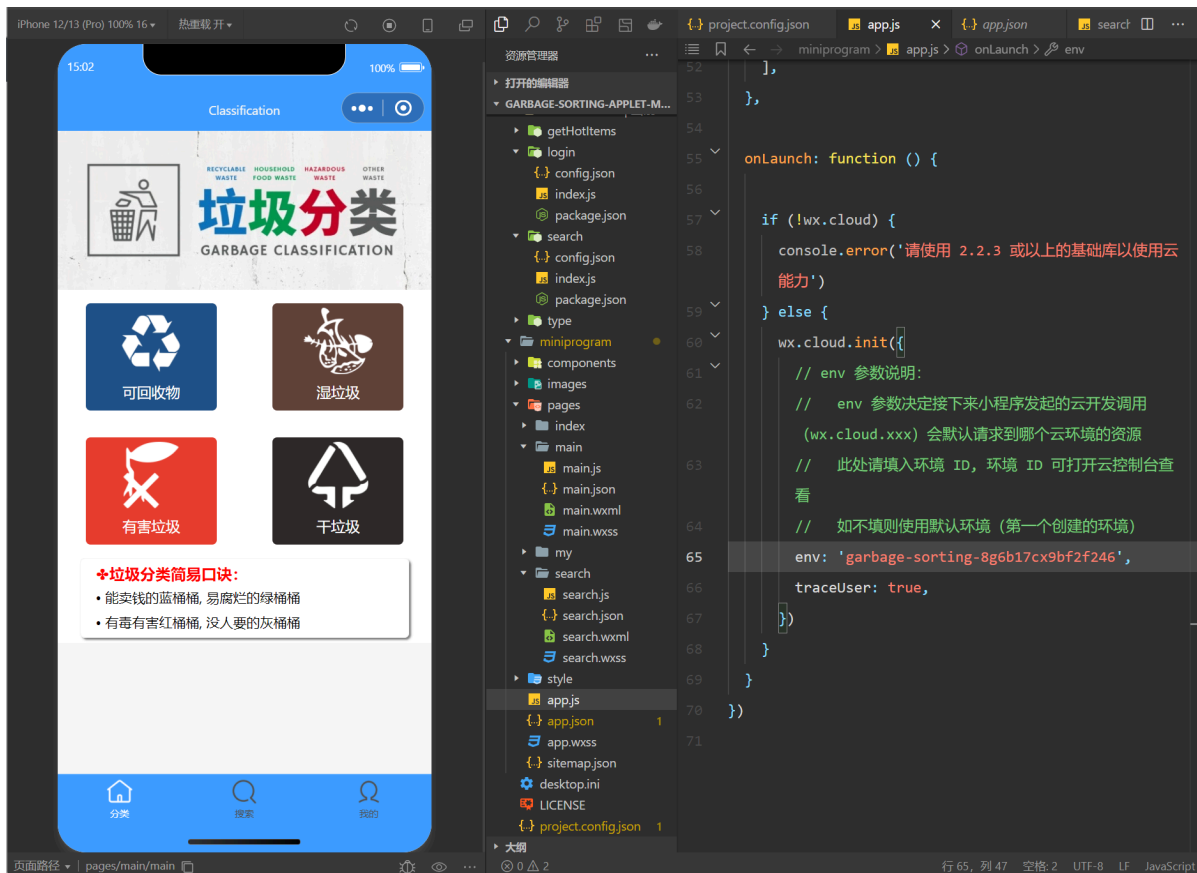 iPhone 12/13 (Pro) 100% 16 热重载 开
15:02
100%
Classification
RECYCLABLE WASTE HOUSEHOLD FOOD WASTE HAZARDOUS WASTE OTHER WASTE
垃圾分类
GARBAGE CLASSIFICATION
可回收物
湿垃圾
有害垃圾
干垃圾
✤垃圾分类简易口诀：
• 能卖钱的蓝桶桶, 易腐烂的绿桶桶
• 有毒有害红桶桶, 没人要的灰桶桶
分类
搜索
我的
页面路径 pages/main/main
资源管理器
打开的编辑器
GARBAGE-SORTING-APPLET-M...
getHotItems
login
config.json
index.js
package.json
search
config.json
index.js
package.json
type
miniprogram
components
images
pages
index
main
main.js
main.json
main.wxml
main.wxss
my
search
search.js
search.json
search.wxml
search.wxss
style
app.js
app.json 1
app.wxss
sitemap.json
desktop.ini
LICENSE
project.config.json 1
大纲
0 2
project.config.json app.js app.json search
miniprogram > app.js > onLaunch > env
52 ],
53 },
54
55 onLaunch: function () {
56
57 if (!wx.cloud) {
58 console.error('请使用 2.2.3 或以上的基础库以使用云
能力')
59 } else {
60 wx.cloud.init({
61 // env 参数说明：
62 // env 参数决定接下来小程序发起的云开发调用
（wx.cloud.xxx）会默认请求到哪个云环境的资源
63 // 此处请填入环境 ID, 环境 ID 可打开云控制台查
看
64 // 如不填则使用默认环境（第一个创建的环境）
65 env: 'garbage-sorting-8g6b17cx9bf2f246',
66 traceUser: true,
67 })
68 }
69 }
70 })
71
行 65，列 47 空格: 2 UTF-8 LF JavaScript